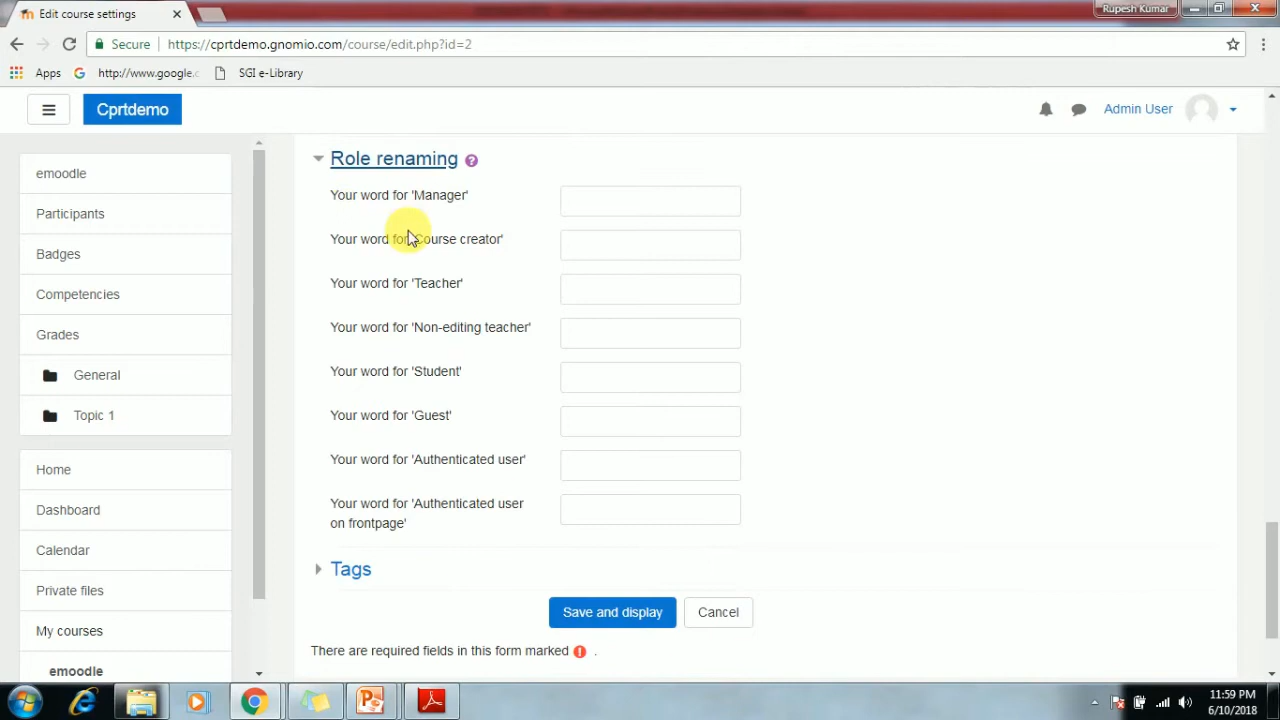 Edit course settings
Rupesh Kumar
Secure
https://cprtdemo.gnomio.com/course/edit.php?id=2
Apps
http://www.google.c
SGI e-Library
Cprtdemo
Admin User
emoodle
Participants
Badges
Competencies
Grades
General
Topic 1
Home
Dashboard
Calendar
Private files
My courses
emoodle
Role renaming
Your word for 'Manager'
Your word for 'Course creator'
Your word for 'Teacher'
Your word for 'Non-editing teacher'
Your word for 'Student'
Your word for 'Guest'
Your word for 'Authenticated user'
Your word for 'Authenticated user
on frontpage'
Tags
Save and display
Cancel
There are required fields in this form marked .
11:59 PM
6/10/2018